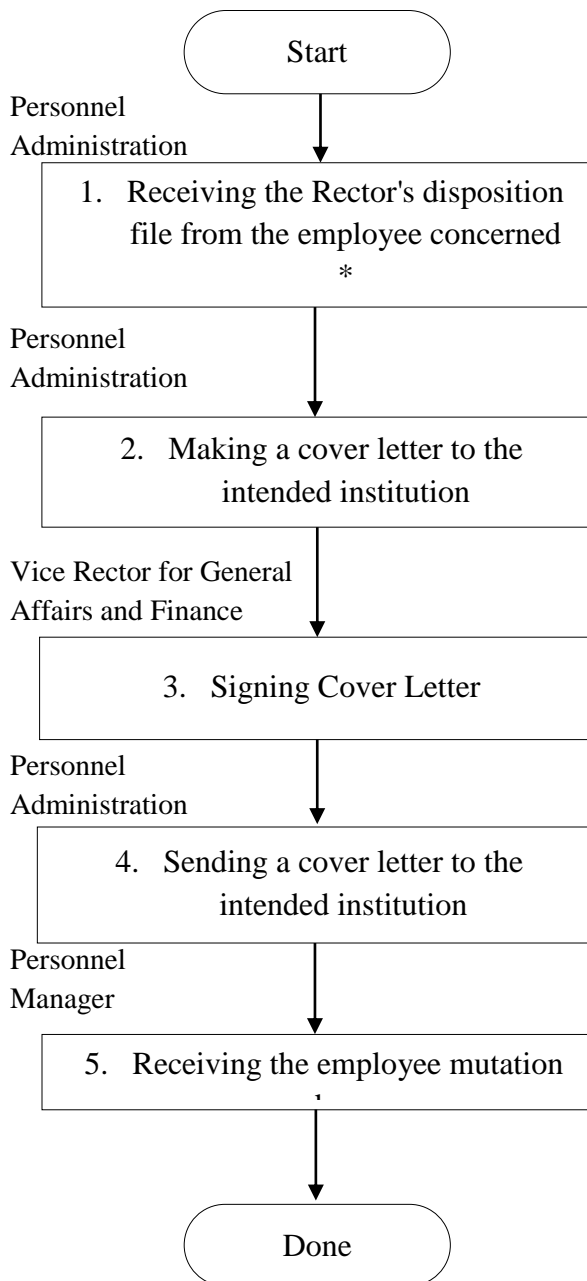 Start
Personnel
Administration
1. Receiving the Rector's disposition
file from the employee concerned
*
Personnel
Administration
2. Making a cover letter to the
intended institution
Vice Rector for General
Affairs and Finance
3. Signing Cover Letter
Personnel
Administration
4. Sending a cover letter to the
intended institution
Personnel
Manager
5. Receiving the employee mutation
Done